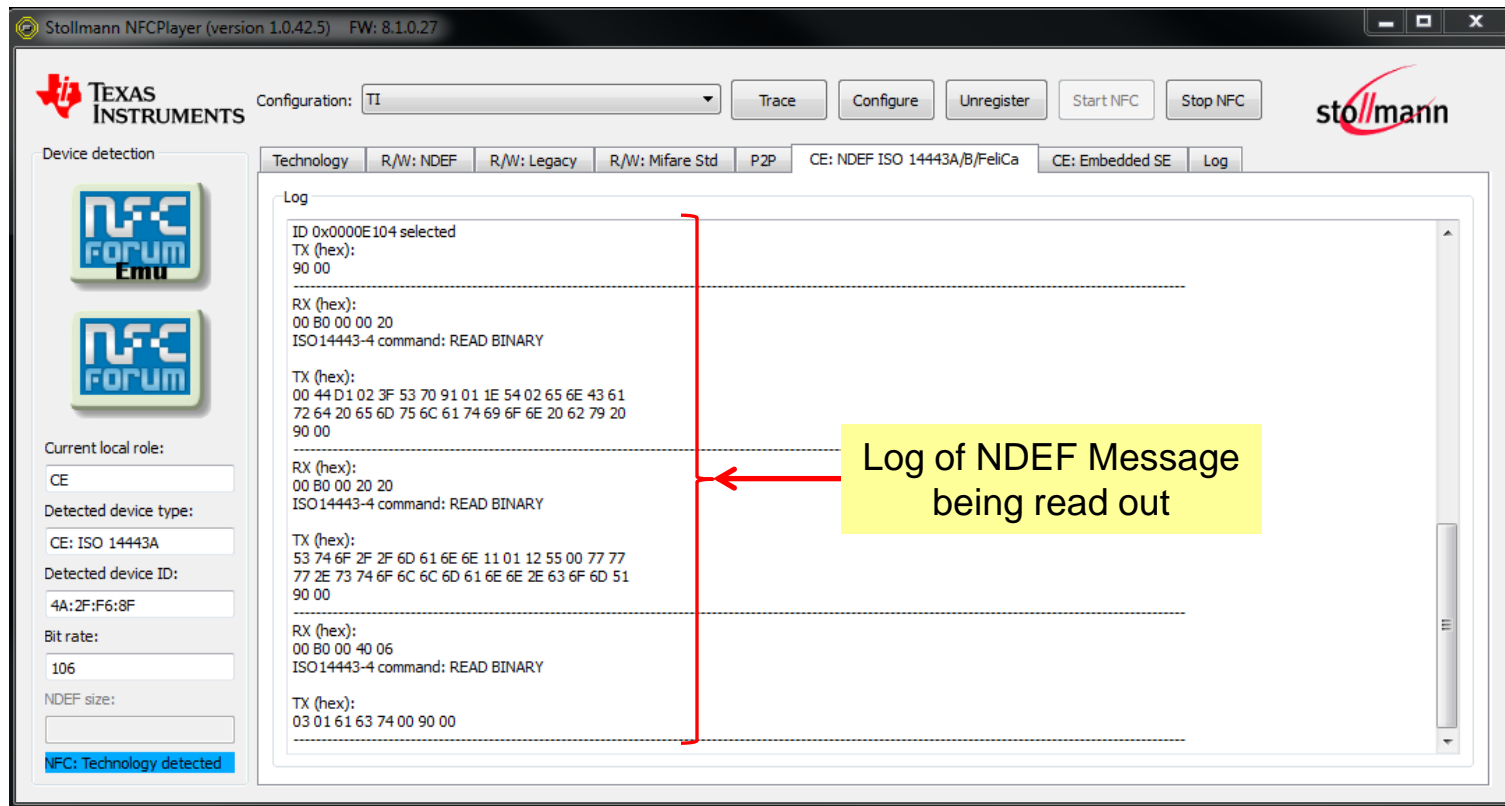 Stollmann NFCPlayer (version 1.0.42.5) FW: 8.1.0.27
TEXAS INSTRUMENTS
Configuration: TI Trace Configure Unregister Start NFC Stop NFC
stollmann
Device detection
Technology R/W: NDEF R/W: Legacy R/W: Mifare Std P2P CE: NDEF ISO 14443A/B/FeliCa CE: Embedded SE Log
NFC
Forum
Emu
NFC
Forum
Current local role:
CE
Detected device type:
CE: ISO 14443A
Detected device ID:
4A:2F:F6:8F
Bit rate:
106
NDEF size:
NFC: Technology detected
Log
ID 0x0000E104 selected
TX (hex):
90 00
RX (hex):
00 B0 00 00 20
ISO14443-4 command: READ BINARY
TX (hex):
00 44 D1 02 3F 53 70 91 01 1E 54 02 65 6E 43 61
72 64 20 65 6D 75 6C 61 74 69 6F 6E 20 62 79 20
90 00
RX (hex):
00 B0 00 20 20
ISO14443-4 command: READ BINARY
TX (hex):
53 74 6F 2F 2F 6D 61 6E 6E 11 01 12 55 00 77 77
77 2E 73 74 6F 6C 6C 6D 61 6E 6E 2E 63 6F 6D 51
90 00
RX (hex):
00 B0 00 40 06
ISO14443-4 command: READ BINARY
TX (hex):
03 01 61 63 74 00 90 00
Log of NDEF Message
being read out